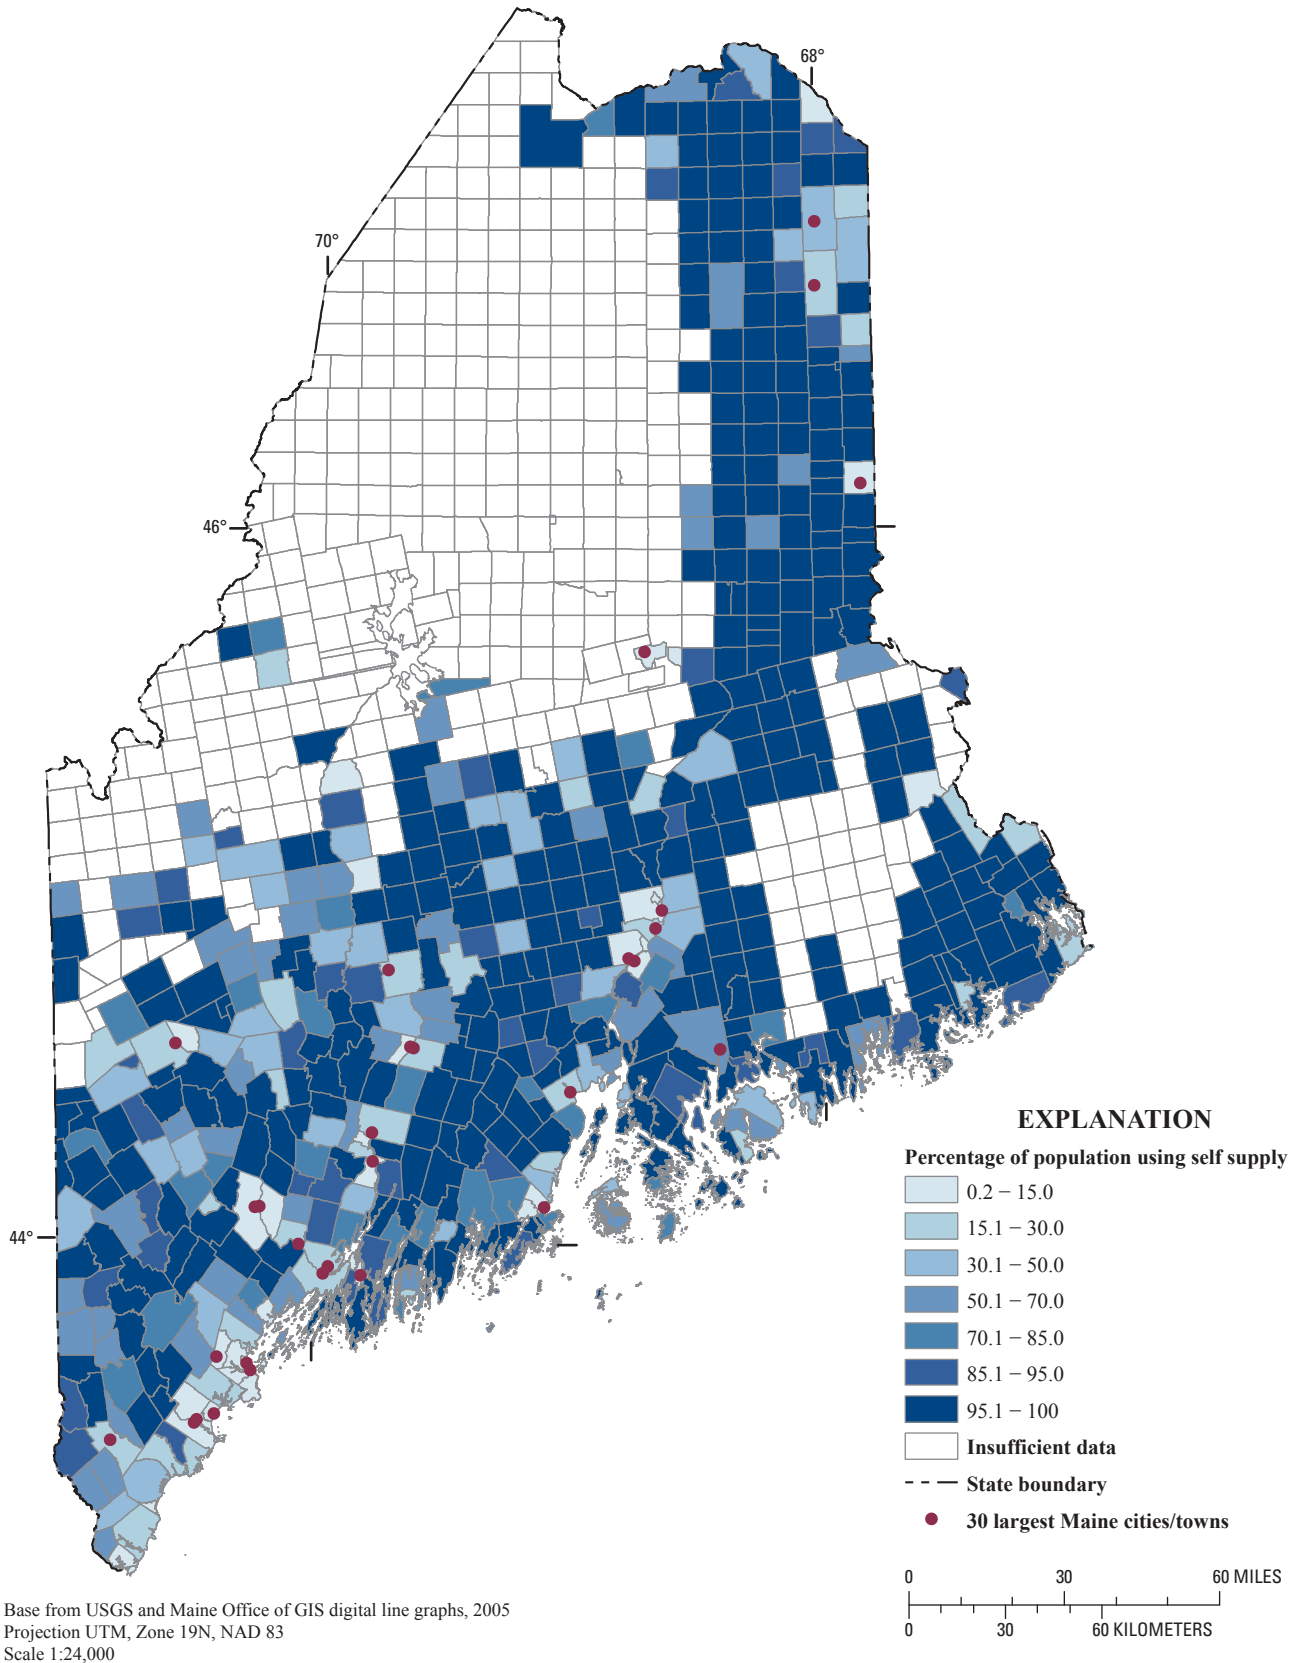 68°
70°
46°
44°
EXPLANATION
Percentage of population using self supply
0.2 – 15.0
15.1 – 30.0
30.1 – 50.0
50.1 – 70.0
70.1 – 85.0
85.1 – 95.0
95.1 – 100
Insufficient data
State boundary
30 largest Maine cities/towns
0 30 60 MILES
0 30 60 KILOMETERS
Base from USGS and Maine Office of GIS digital line graphs, 2005
Projection UTM, Zone 19N, NAD 83
Scale 1:24,000